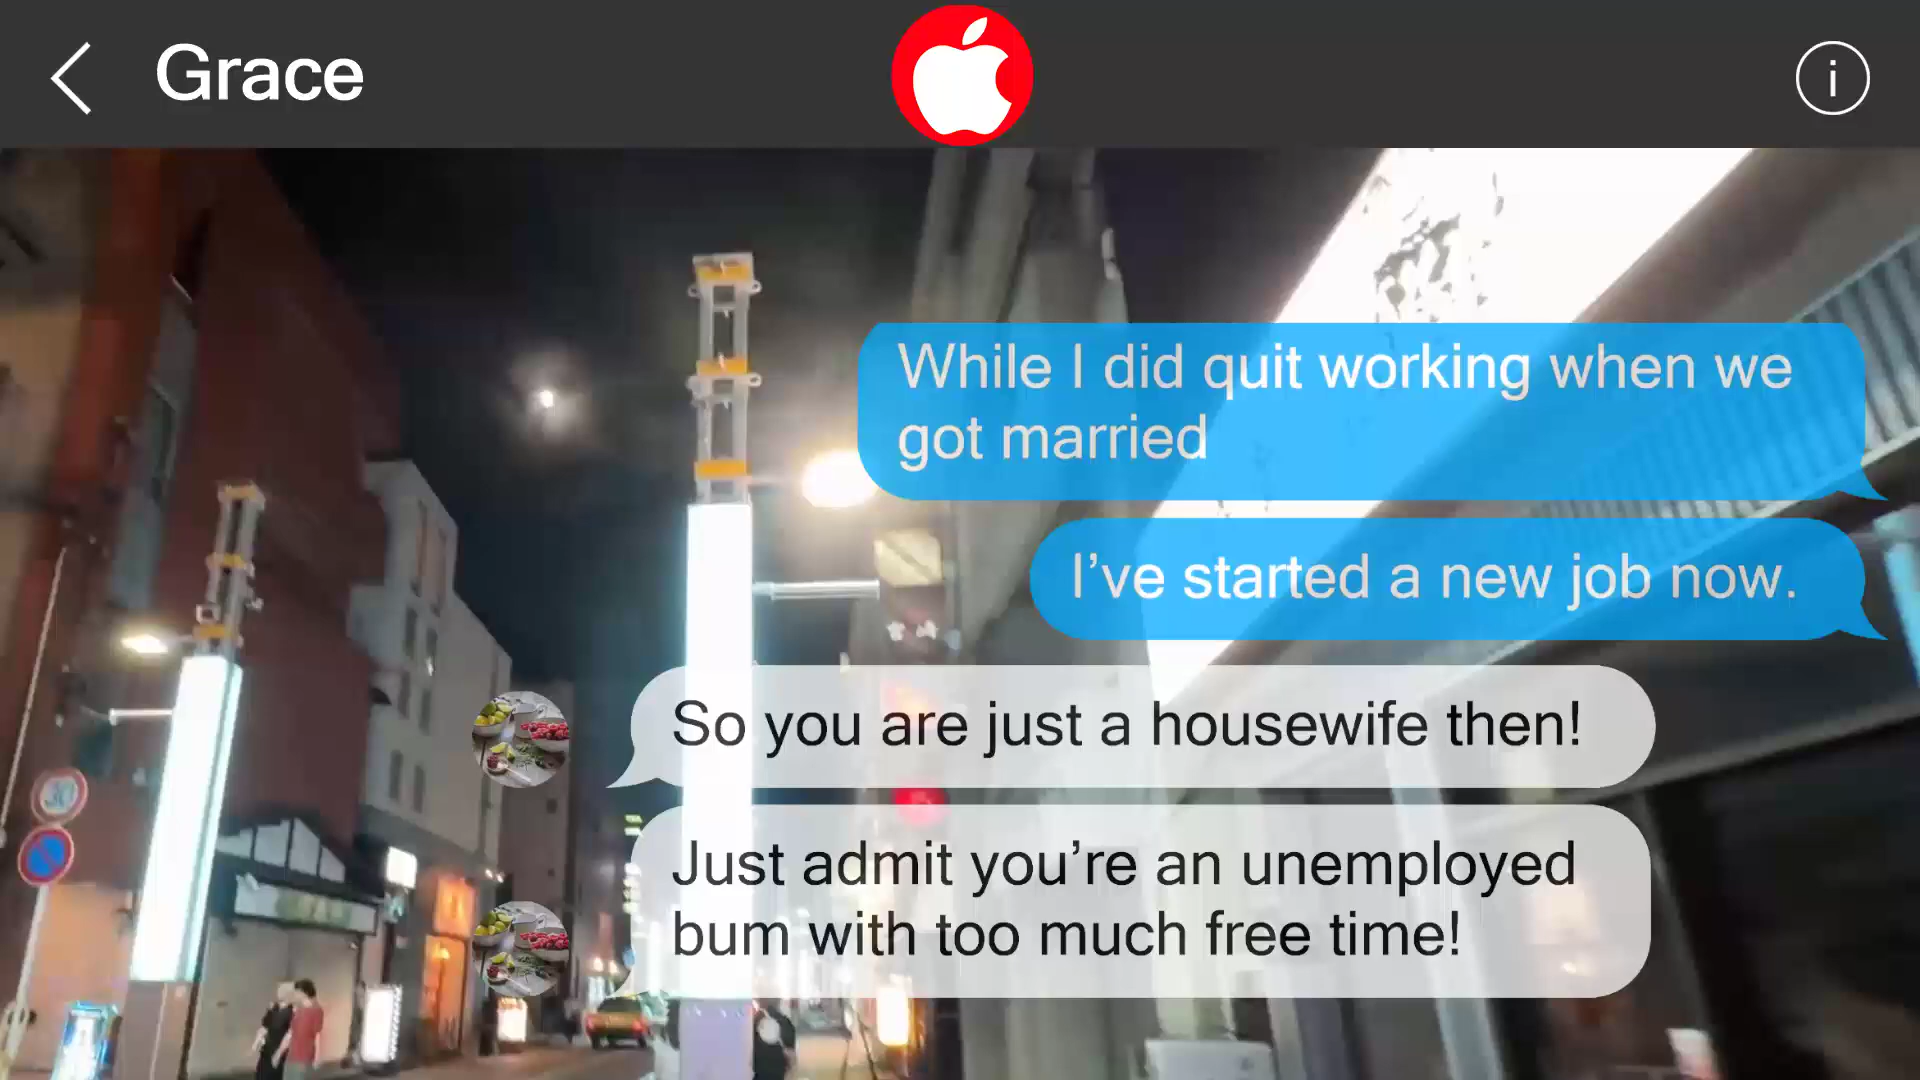 Grace
While I did quit working when we
got married
I’ve started a new job now.
So you are just a housewife then!
Just admit you’re an unemployed
bum with too much free time!
30